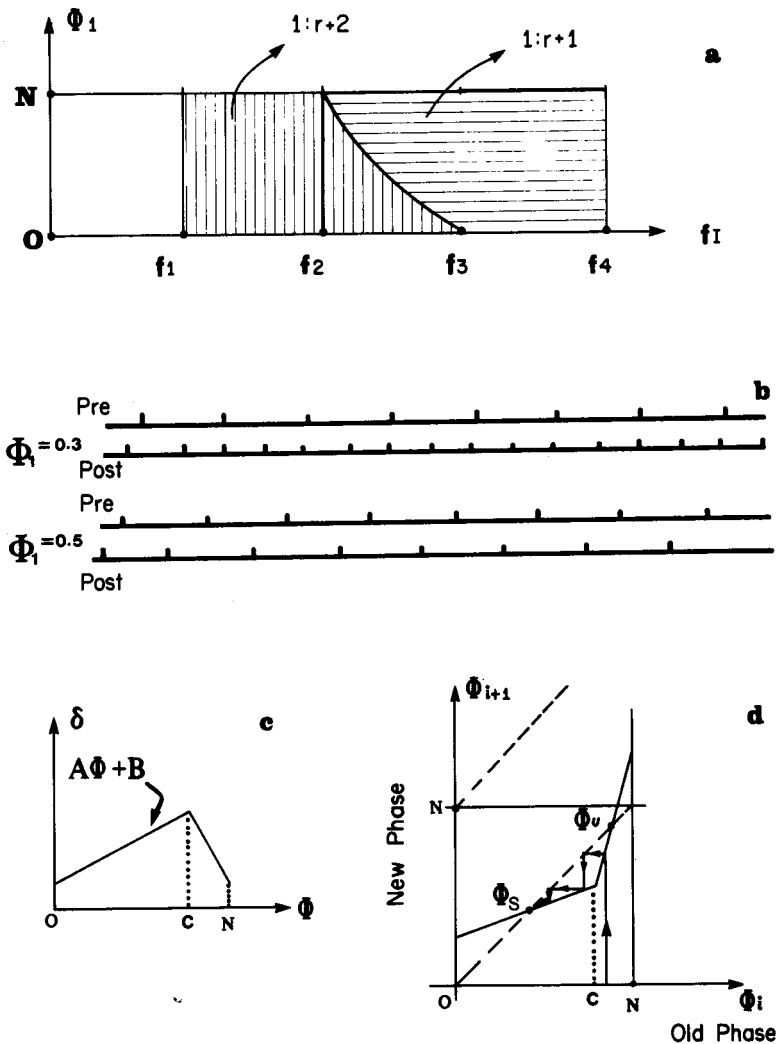 Φ1
1:r+2
1:r+1
a
N
O
fI
f1 f2 f3 f4
b
Pre
Φ1=0.3
Post
Pre
Φ1=0.5
Post
δ
c
AΦ+B
O C N Φ
Φi+1
d
N
New Phase
Φu
ΦS
O C N Φi
Old Phase